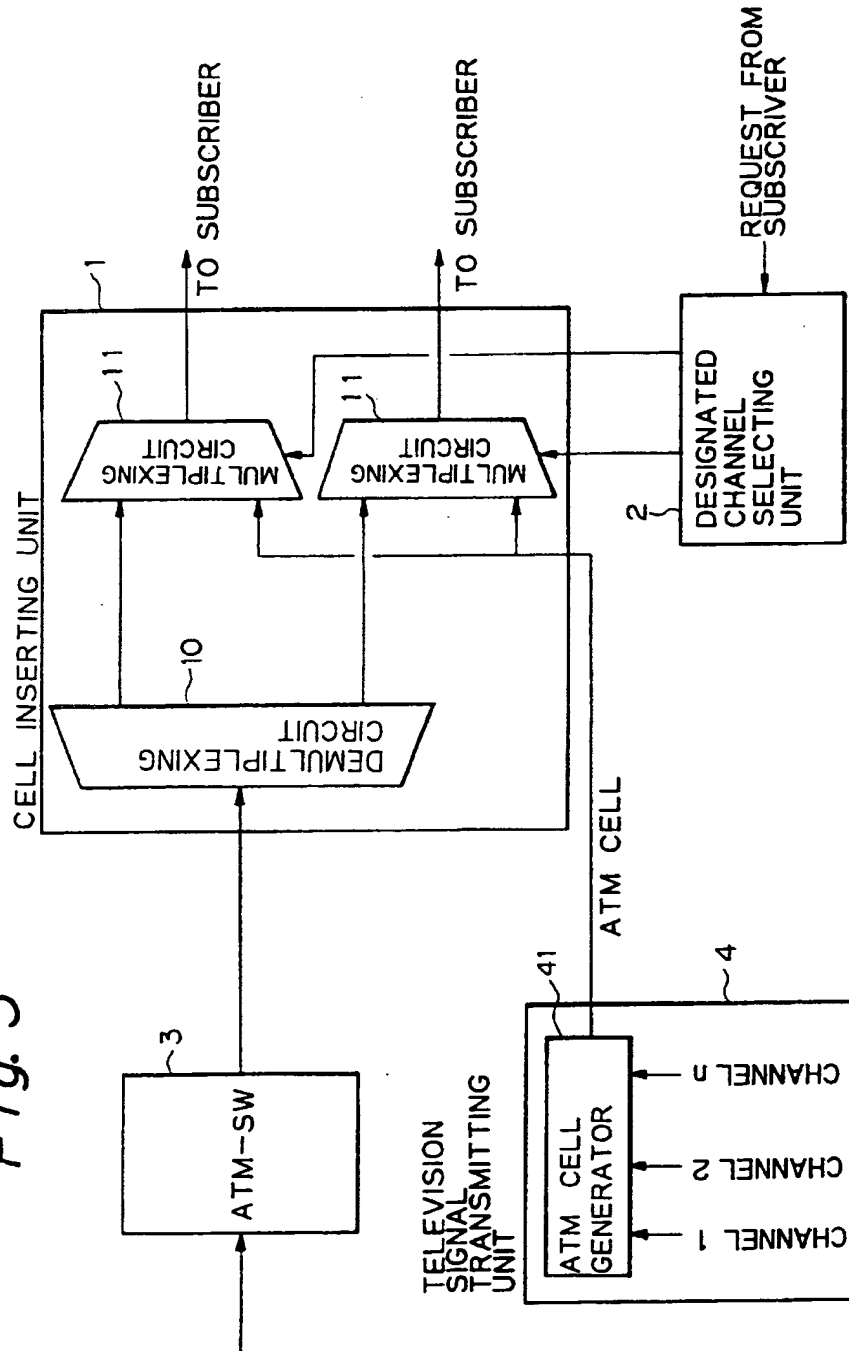 Fig. 3
CELL INSERTING UNIT
1
3
ATM-SW
10
DEMULTIPLEXING
CIRCUIT
11
MULTIPLEXING
CIRCUIT
TO SUBSCRIBER
11
MULTIPLEXING
CIRCUIT
TO SUBSCRIBER
2
DESIGNATED
CHANNEL
SELECTING
UNIT
REQUEST FROM
SUBSCRIVER
ATM CELL
TELEVISION
SIGNAL
TRANSMITTING
UNIT
4
41
ATM CELL
GENERATOR
CHANNEL 1
CHANNEL 2
CHANNEL n